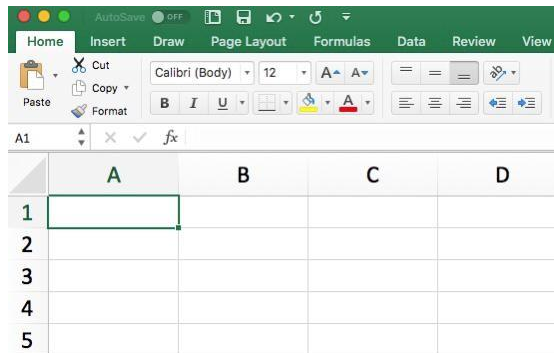 AutoSave OFF
Home Insert Draw Page Layout Formulas Data Review View
Cut
Calibri (Body) 12 A A
Copy
Paste
B I U A
Format
A1 fx
A B C D
1
2
3
4
5